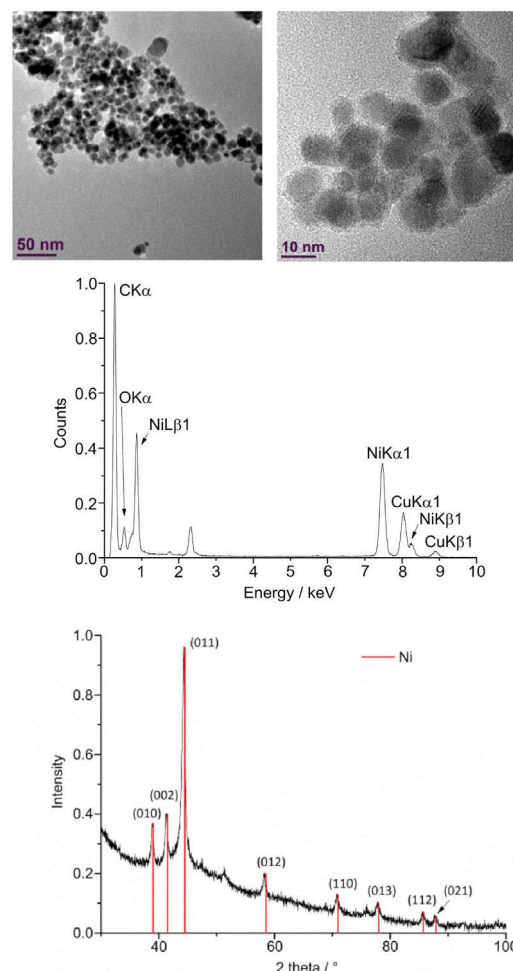 50 nm
10 nm
1.0
0.8
0.6
0.4
0.2
0.0
Counts
CKα
OKα
NiLβ1
NiKα1
CuKα1
NiKβ1
CuKβ1
0 1 2 3 4 5 6 7 8 9 10
Energy / keV
1.0
0.8
0.6
0.4
0.2
0.0
Intensity
(011)
Ni
(002)
(010)
(012)
(110)
(013)
(112)
(021)
40 60 80 100
2 theta / °